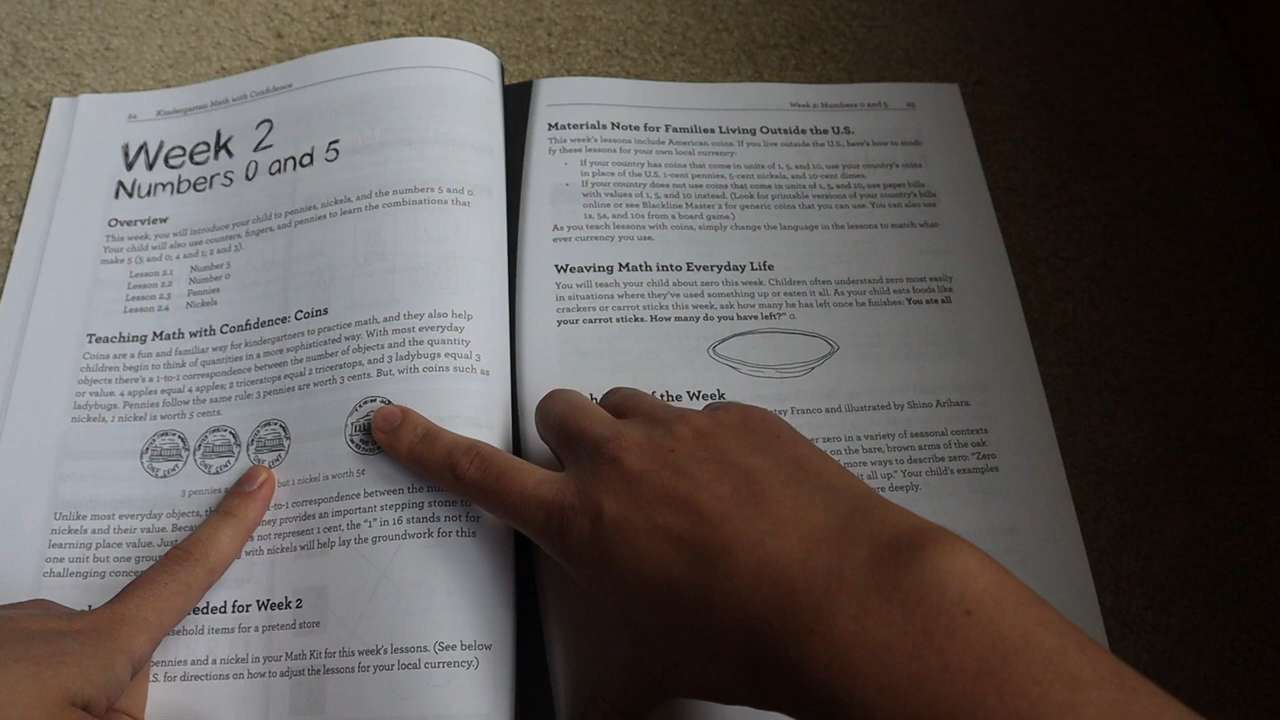 24 Kindergarten Math with Confidence
Week 2
Numbers 0 and 5
Overview
This week, you will introduce your child to pennies, nickels, and the numbers 5 and 0.
Your child will also use counters, fingers, and pennies to learn the combinations that
make 5 (5 and 0; 4 and 1; 2 and 3).
Lesson 2.1 Number 5
Lesson 2.2 Number 0
Lesson 2.3 Pennies
Lesson 2.4 Nickels
Teaching Math with Confidence: Coins
Coins are a fun and familiar way for kindergartners to practice math, and they also help
children begin to think of quantities in a more sophisticated way. With most everyday
objects there's a 1-to-1 correspondence between the number of objects and the quantity
or value. 4 apples equal 4 apples; 2 triceratops equal 2 triceratops, and 3 ladybugs equal 3
ladybugs. Pennies follow the same rule: 3 pennies are worth 3 cents. But, with coins such as
nickels, 1 nickel is worth 5 cents.
ONE CENT ONE CENT
3 pennies but 1 nickel is worth 5¢
Unlike most everyday objects, 1-to-1 correspondence between the
nickels and their value. provides an important stepping stone to
learning place value. Just not represent 1 cent, the "1" in 16 stands not for
one unit but one with nickels will help lay the groundwork for this
challenging
for Week 2
items for a pretend store
pennies and a nickel in your Math Kit for this week's lessons. (See below
for directions on how to adjust the lessons for your local currency.)
Week 2: Numbers 0 and 5 25
Materials Note for Families Living Outside the U.S.
This week's lessons include American coins. If you live outside the U.S., here's how to modi-
fy these lessons for your own local currency:
• If your country has coins that come in units of 1, 5, and 10, use your country's coins
in place of the U.S. 1-cent pennies, 5-cent nickels, and 10-cent dimes.
• If your country does not use coins that come in units of 1, 5, and 10, use paper bills
with values of 1, 5, and 10 instead. (Look for printable versions of your country's bills
online or see Blackline Master 2 for generic coins that you can use. You can also use
1s, 5s, and 10s from a board game.)
As you teach lessons with coins, simply change the language in the lessons to match what-
ever currency you use.
Weaving Math into Everyday Life
You will teach your child about zero this week. Children often understand zero most easily
in situations where they've used something up or eaten it all. As your child eats foods like
crackers or carrot sticks this week, ask how many he has left once he finishes: You ate all
your carrot sticks. How many do you have left?" 0.
of the Week
Franco and illustrated by Shino Arihara.
zero in a variety of seasonal contexts
on the bare, brown arms of the oak
more ways to describe zero: "Zero
it all up." Your child's examples
deeply.